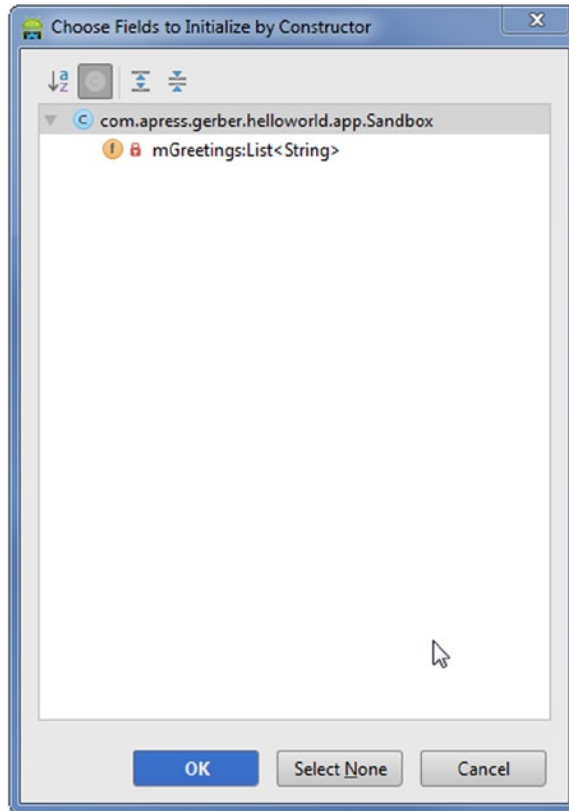 Choose Fields to Initialize by Constructor
com.apress.gerber.helloworld.app.Sandbox
mGreetings:List<String>
OK
Select None
Cancel